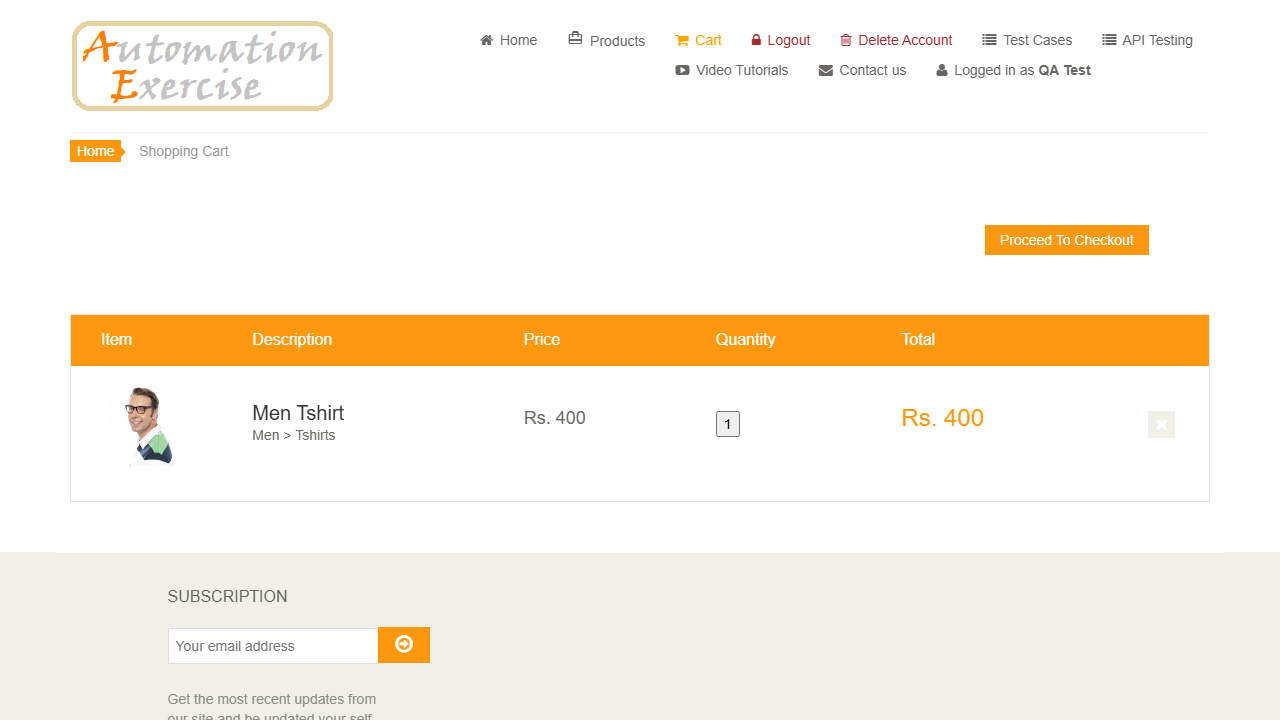 Automation
Exercise
Home Products Cart Logout Delete Account Test Cases API Testing
Video Tutorials Contact us Logged in as QA Test
Home Shopping Cart
Proceed To Checkout
Item Description Price Quantity Total
Men Tshirt
Men > Tshirts
Rs. 400
1
Rs. 400
SUBSCRIPTION
Your email address
Get the most recent updates from
our site and be updated your self